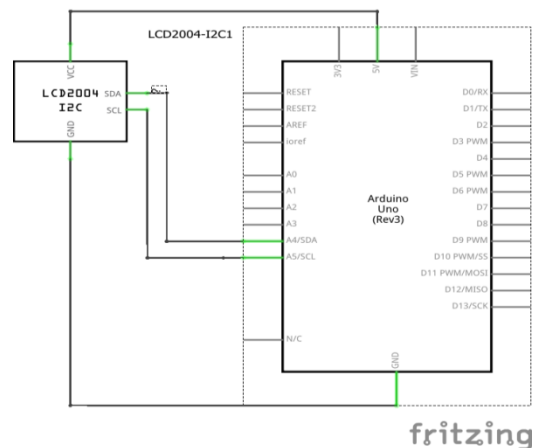 LCD2004-I2C1
VCC
LCD2004
I2C
SDA
SCL
GND
3V3
5V
VIN
RESET
RESET2
AREF
ioref
A0
A1
A2
A3
A4/SDA
A5/SCL
N/C
Arduino
Uno
(Rev3)
D0/RX
D1/TX
D2
D3 PWM
D4
D5 PWM
D6 PWM
D7
D8
D9 PWM
D10 PWM/SS
D11 PWM/MOSI
D12/MISO
D13/SCK
GND
fritzing